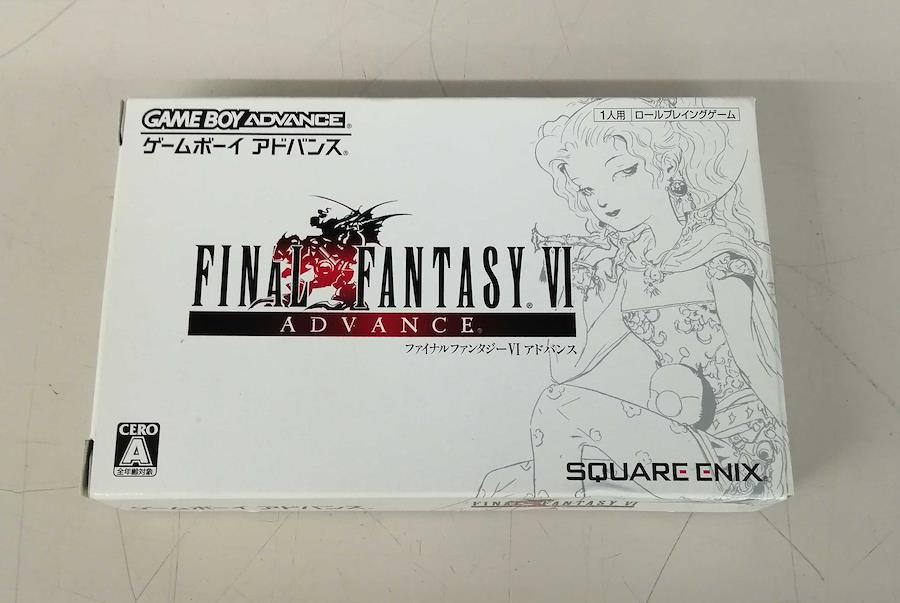 GAME BOY ADVANCE
ゲームボーイ アドバンス®
1人用 ロールプレイングゲーム
FINAL FANTASY® VI
ADVANCE®
ファイナルファンタジーVI アドバンス
CERO
A
全年齢対象
SQUARE ENIX
ゲームボーイ アドバンス
FINAL FANTASY VI